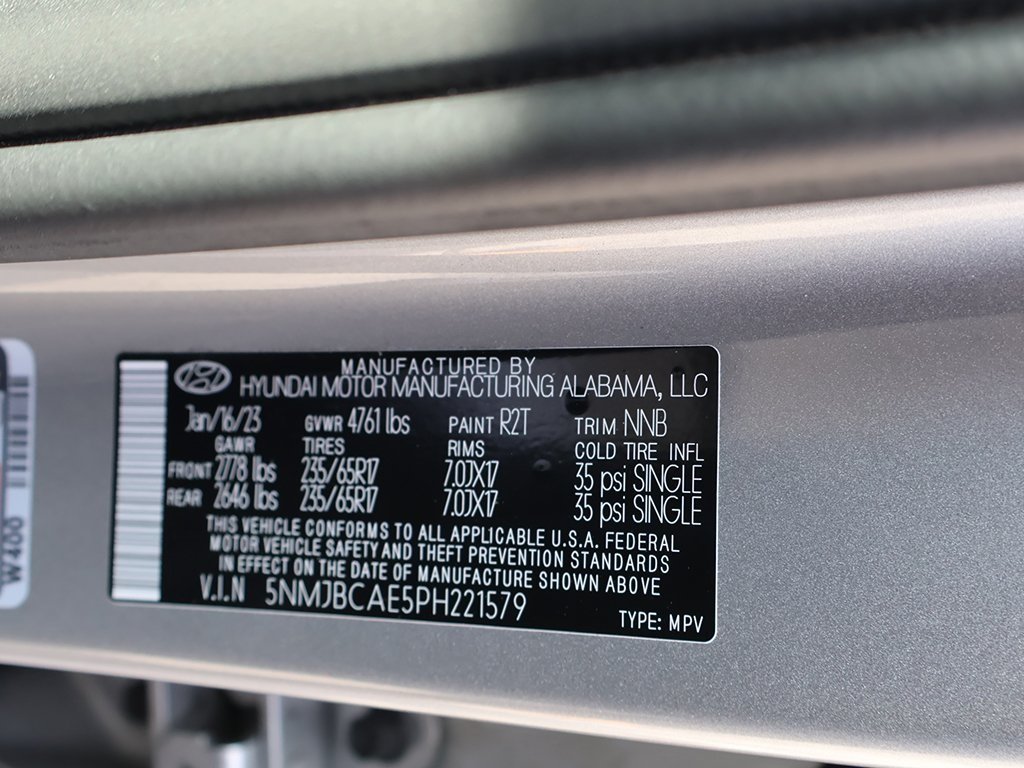 MANUFACTURED BY
HYUNDAI MOTOR MANUFACTURING ALABAMA, LLC
Jan/16/23 GVWR 4761 lbs PAINT R2T TRIM NNB
GAWR TIRES RIMS COLD TIRE INFL
FRONT 2778 lbs 235/65R17 7.0JX17 35 psi SINGLE
REAR 2646 lbs 235/65R17 7.0JX17 35 psi SINGLE
THIS VEHICLE CONFORMS TO ALL APPLICABLE U.S.A. FEDERAL
MOTOR VEHICLE SAFETY AND THEFT PREVENTION STANDARDS
IN EFFECT ON THE DATE OF MANUFACTURE SHOWN ABOVE
V.I.N 5NMJBCAE5PH221579
TYPE: MPV
W400